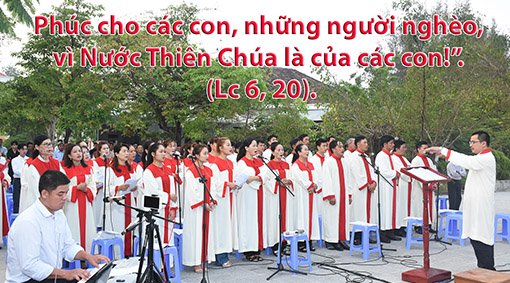 Phúc cho các con, những người nghèo,
vì Nước Thiên Chúa là của các con!”.
(Lc 6, 20).